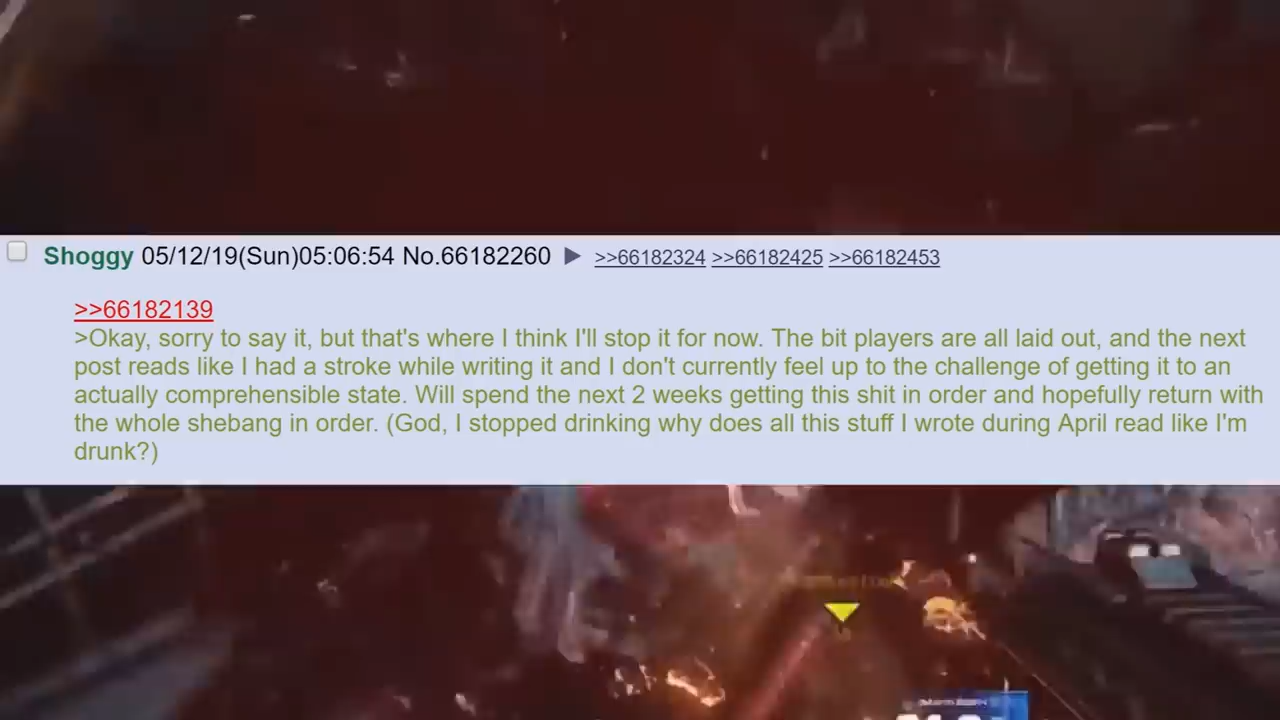 Shoggy 05/12/19(Sun)05:06:54 No.66182260 ▶ >>66182324 >>66182425 >>66182453
>>66182139
>Okay, sorry to say it, but that's where I think I'll stop it for now. The bit players are all laid out, and the next
post reads like I had a stroke while writing it and I don't currently feel up to the challenge of getting it to an
actually comprehensible state. Will spend the next 2 weeks getting this shit in order and hopefully return with
the whole shebang in order. (God, I stopped drinking why does all this stuff I wrote during April read like I'm
drunk?)